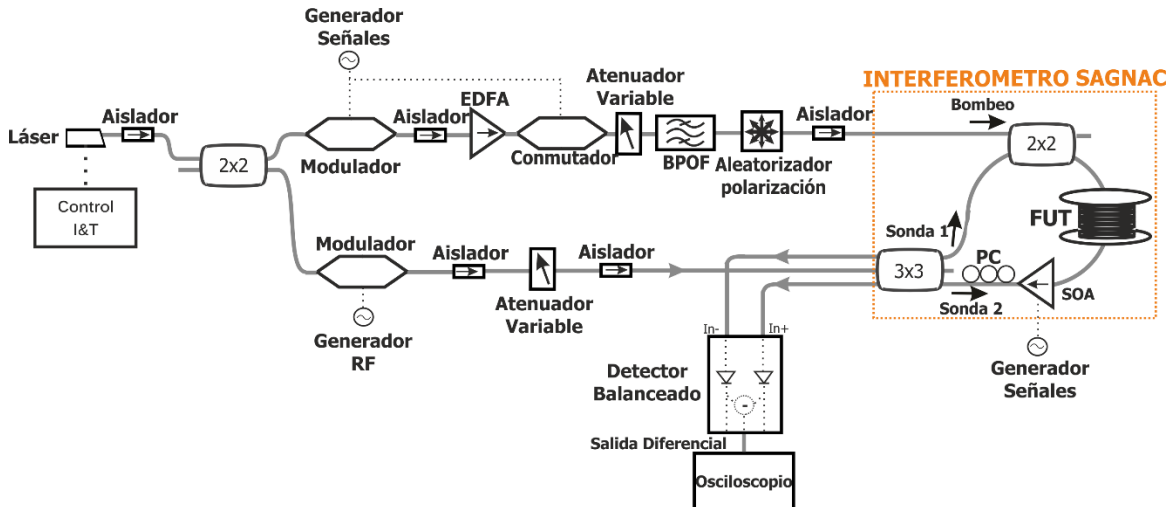 Generador
Señales
INTERFEROMETRO SAGNAC
Láser
Aislador
EDFA
Atenuador
Variable
Aislador
Bombeo
2x2
Modulador
Aislador
Conmutador
BPOF
Aleatorizador
polarización
2x2
Control
I&T
FUT
Modulador
Aislador
Aislador
Sonda 1
3x3
PC
SOA
Sonda 2
Atenuador
Variable
Generador
RF
In-
In+
Generador
Señales
Detector
Balanceado
-
Salida Diferencial
Osciloscopio